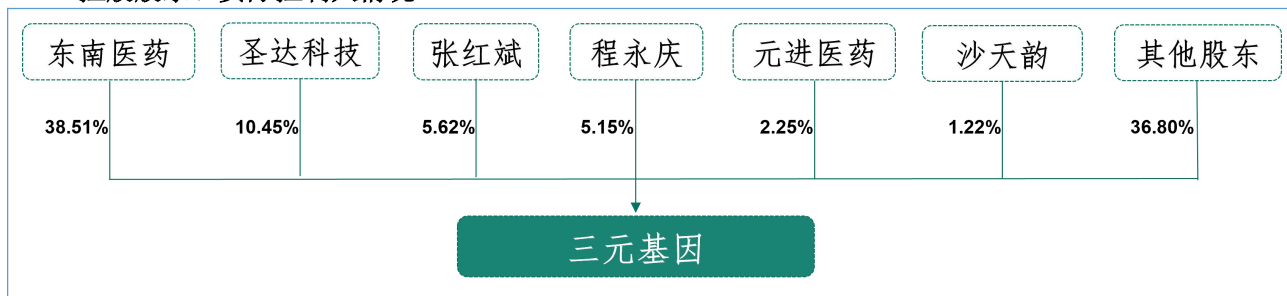 东南医药 圣达科技 张红斌 程永庆 元进医药 沙天韵 其他股东
38.51% 10.45% 5.62% 5.15% 2.25% 1.22% 36.80%
三元基因